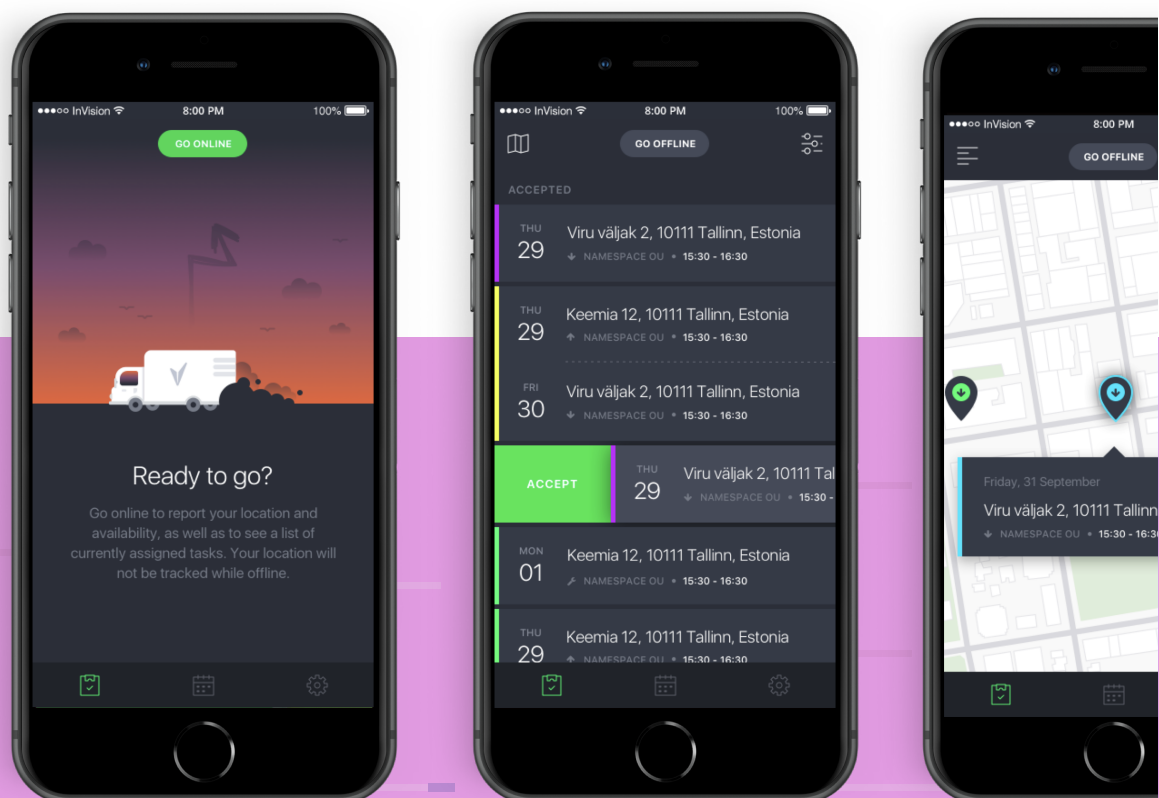 InVision 8:00 PM 100%
GO ONLINE
Ready to go?
Go online to report your location and
availability, as well as to see a list of
currently assigned tasks. Your location will
not be tracked while offline.
InVision 8:00 PM 100%
GO OFFLINE
ACCEPTED
THU
29
Viru väljak 2, 10111 Tallinn, Estonia
NAMESPACE OU • 15:30 - 16:30
THU
29
Keemia 12, 10111 Tallinn, Estonia
NAMESPACE OU • 15:30 - 16:30
FRI
30
Viru väljak 2, 10111 Tallinn, Estonia
NAMESPACE OU • 15:30 - 16:30
ACCEPT
THU
29
Viru väljak 2, 10111 Tal
NAMESPACE OU • 15:30 -
MON
01
Keemia 12, 10111 Tallinn, Estonia
NAMESPACE OU • 15:30 - 16:30
THU
29
Keemia 12, 10111 Tallinn, Estonia
NAMESPACE OU • 15:30 - 16:30
InVision 8:00 PM
GO OFFLINE
Friday, 31 September
Viru väljak 2, 10111 Tallinn
NAMESPACE OU • 15:30 - 16:30